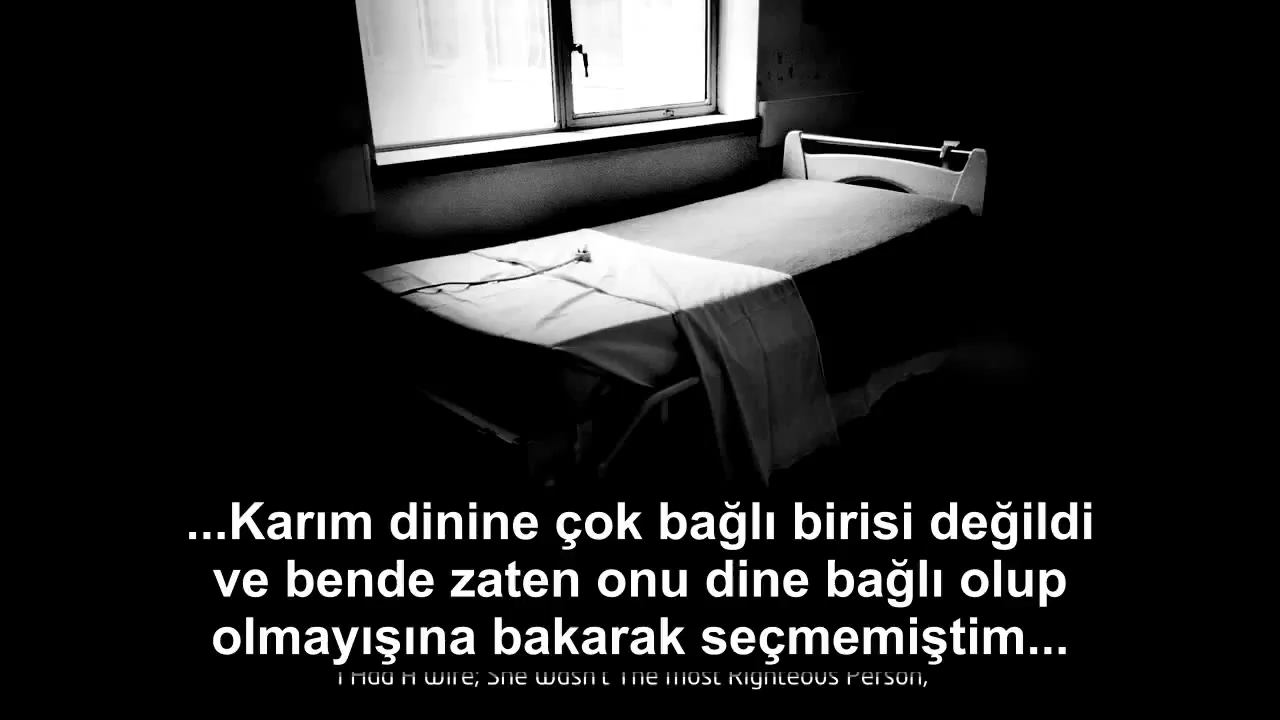 ...Karım dinine çok bağlı birisi değildi
ve bende zaten onu dine bağlı olup
olmayışına bakarak seçmemiştim...
I Had A Wife; She Wasn't The Most Righteous Person,